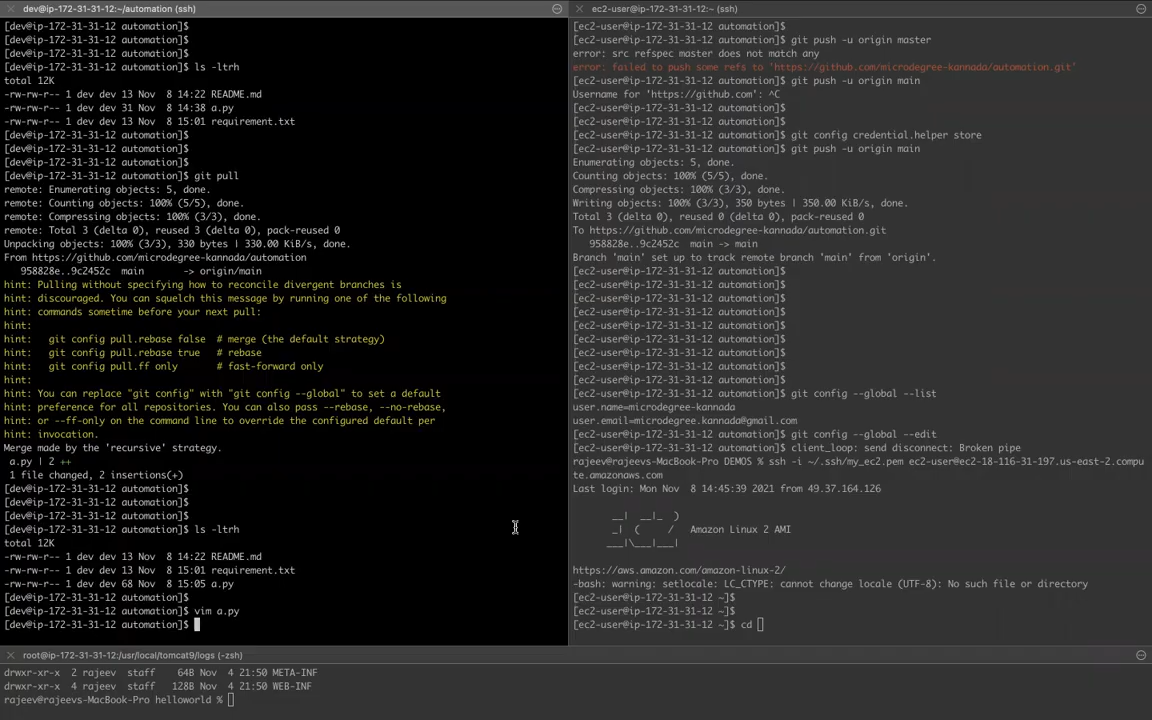 dev@ip-172-31-31-12:~/automation (ssh)
[dev@ip-172-31-31-12 automation]$
[dev@ip-172-31-31-12 automation]$
[dev@ip-172-31-31-12 automation]$
[dev@ip-172-31-31-12 automation]$ ls -ltrh
total 12K
-rw-rw-r-- 1 dev dev 13 Nov  8 14:22 README.md
-rw-rw-r-- 1 dev dev 31 Nov  8 14:38 a.py
-rw-rw-r-- 1 dev dev 13 Nov  8 15:01 requirement.txt
[dev@ip-172-31-31-12 automation]$
[dev@ip-172-31-31-12 automation]$
[dev@ip-172-31-31-12 automation]$
[dev@ip-172-31-31-12 automation]$ git pull
remote: Enumerating objects: 5, done.
remote: Counting objects: 100% (5/5), done.
remote: Compressing objects: 100% (3/3), done.
remote: Total 3 (delta 0), reused 3 (delta 0), pack-reused 0
Unpacking objects: 100% (3/3), 330 bytes | 330.00 KiB/s, done.
From https://github.com/microdegree-kannada/automation
   958828e..9c2452c  main       -> origin/main
hint: Pulling without specifying how to reconcile divergent branches is
hint: discouraged. You can squelch this message by running one of the following
hint: commands sometime before your next pull:
hint:
hint:   git config pull.rebase false  # merge (the default strategy)
hint:   git config pull.rebase true   # rebase
hint:   git config pull.ff only       # fast-forward only
hint:
hint: You can replace "git config" with "git config --global" to set a default
hint: preference for all repositories. You can also pass --rebase, --no-rebase,
hint: or --ff-only on the command line to override the configured default per
hint: invocation.
Merge made by the 'recursive' strategy.
 a.py | 2 ++
 1 file changed, 2 insertions(+)
[dev@ip-172-31-31-12 automation]$
[dev@ip-172-31-31-12 automation]$
[dev@ip-172-31-31-12 automation]$
[dev@ip-172-31-31-12 automation]$ ls -ltrh
total 12K
-rw-rw-r-- 1 dev dev 13 Nov  8 14:22 README.md
-rw-rw-r-- 1 dev dev 13 Nov  8 15:01 requirement.txt
-rw-rw-r-- 1 dev dev 68 Nov  8 15:05 a.py
[dev@ip-172-31-31-12 automation]$
[dev@ip-172-31-31-12 automation]$ vim a.py
[dev@ip-172-31-31-12 automation]$
ec2-user@ip-172-31-31-12:~ (ssh)
[ec2-user@ip-172-31-31-12 automation]$
[ec2-user@ip-172-31-31-12 automation]$ git push -u origin master
error: src refspec master does not match any
error: failed to push some refs to 'https://github.com/microdegree-kannada/automation.git'
[ec2-user@ip-172-31-31-12 automation]$ git push -u origin main
Username for 'https://github.com': ^C
[ec2-user@ip-172-31-31-12 automation]$
[ec2-user@ip-172-31-31-12 automation]$
[ec2-user@ip-172-31-31-12 automation]$ git config credential.helper store
[ec2-user@ip-172-31-31-12 automation]$ git push -u origin main
Enumerating objects: 5, done.
Counting objects: 100% (5/5), done.
Compressing objects: 100% (3/3), done.
Writing objects: 100% (3/3), 350 bytes | 350.00 KiB/s, done.
Total 3 (delta 0), reused 0 (delta 0), pack-reused 0
To https://github.com/microdegree-kannada/automation.git
   958828e..9c2452c  main -> main
Branch 'main' set up to track remote branch 'main' from 'origin'.
[ec2-user@ip-172-31-31-12 automation]$
[ec2-user@ip-172-31-31-12 automation]$
[ec2-user@ip-172-31-31-12 automation]$
[ec2-user@ip-172-31-31-12 automation]$
[ec2-user@ip-172-31-31-12 automation]$
[ec2-user@ip-172-31-31-12 automation]$
[ec2-user@ip-172-31-31-12 automation]$
[ec2-user@ip-172-31-31-12 automation]$
[ec2-user@ip-172-31-31-12 automation]$
[ec2-user@ip-172-31-31-12 automation]$ git config --global --list
user.name=microdegree-kannada
user.email=microdegree.kannada@gmail.com
[ec2-user@ip-172-31-31-12 automation]$ git config --global --edit
[ec2-user@ip-172-31-31-12 automation]$ client_loop: send disconnect: Broken pipe
rajeev@rajeevs-MacBook-Pro DEMOS % ssh -i ~/.ssh/my_ec2.pem ec2-user@ec2-18-116-31-197.us-east-2.compu
te.amazonaws.com
Last login: Mon Nov  8 14:45:39 2021 from 49.37.164.126
      __|  __|_  )
      _|  (     /   Amazon Linux 2 AMI
     ___|\___|___|
https://aws.amazon.com/amazon-linux-2/
-bash: warning: setlocale: LC_CTYPE: cannot change locale (UTF-8): No such file or directory
[ec2-user@ip-172-31-31-12 ~]$
[ec2-user@ip-172-31-31-12 ~]$
[ec2-user@ip-172-31-31-12 ~]$ cd
root@ip-172-31-31-12:/usr/local/tomcat9/logs (-zsh)
drwxr-xr-x  2 rajeev  staff    64B Nov  4 21:50 META-INF
drwxr-xr-x  4 rajeev  staff   128B Nov  4 21:50 WEB-INF
rajeev@rajeevs-MacBook-Pro helloworld %